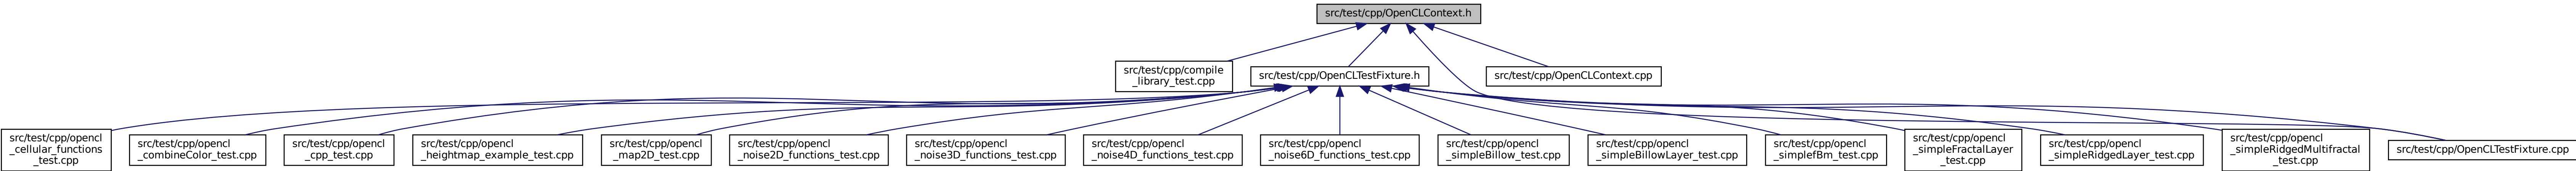 src/test/cpp/OpenCLContext.h
src/test/cpp/compile
_library_test.cpp
src/test/cpp/OpenCLTestFixture.h
src/test/cpp/OpenCLContext.cpp
src/test/cpp/opencl
_cellular_functions
_test.cpp
src/test/cpp/opencl
_combineColor_test.cpp
src/test/cpp/opencl
_cpp_test.cpp
src/test/cpp/opencl
_heightmap_example_test.cpp
src/test/cpp/opencl
_map2D_test.cpp
src/test/cpp/opencl
_noise2D_functions_test.cpp
src/test/cpp/opencl
_noise3D_functions_test.cpp
src/test/cpp/opencl
_noise4D_functions_test.cpp
src/test/cpp/opencl
_noise6D_functions_test.cpp
src/test/cpp/opencl
_simpleBillow_test.cpp
src/test/cpp/opencl
_simpleBillowLayer_test.cpp
src/test/cpp/opencl
_simplefBm_test.cpp
src/test/cpp/opencl
_simpleFractalLayer
_test.cpp
src/test/cpp/opencl
_simpleRidgedLayer_test.cpp
src/test/cpp/opencl
_simpleRidgedMultifractal
_test.cpp
src/test/cpp/OpenCLTestFixture.cpp